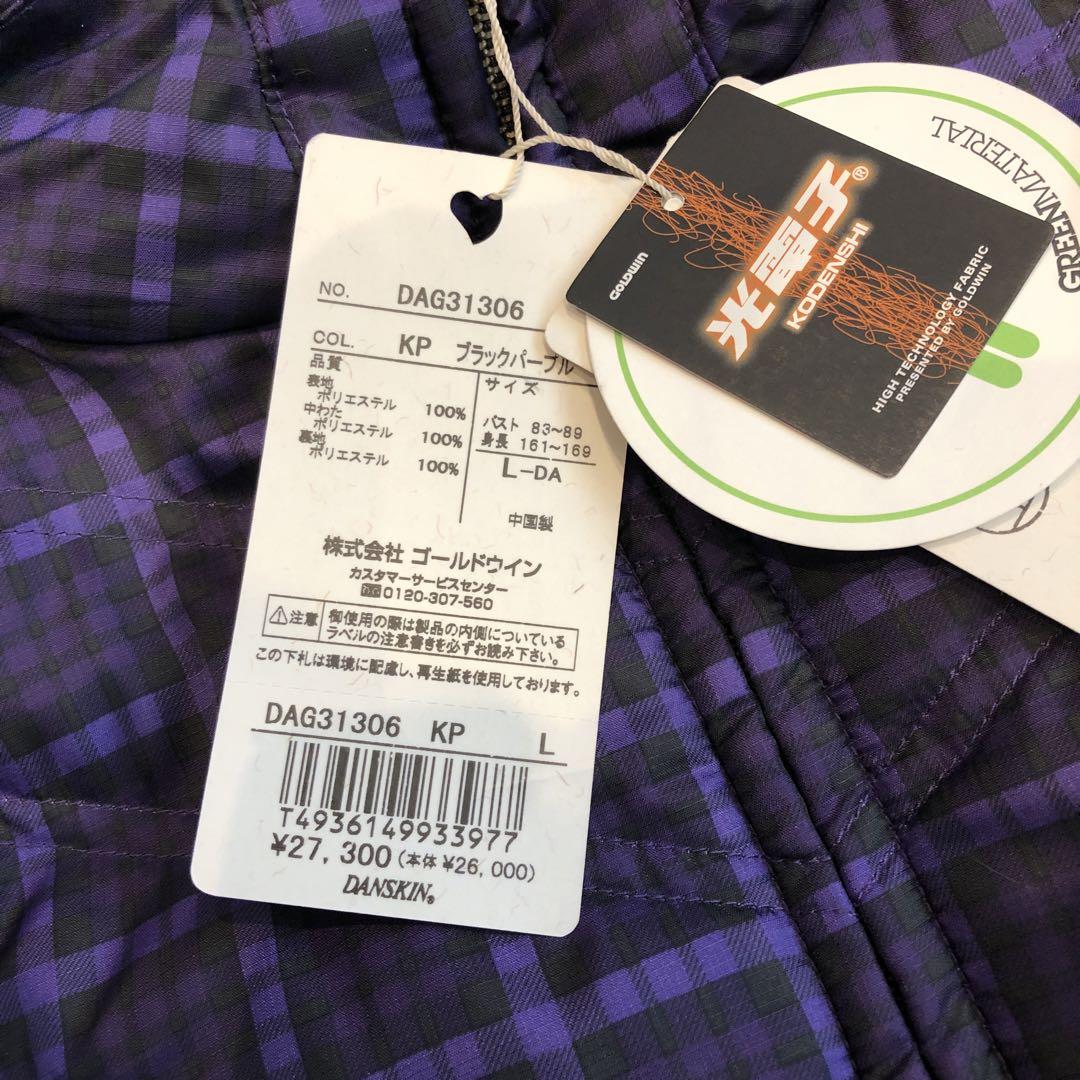 NO. DAG31306
COL. KP ブラックパープル
品質
表地
ポリエステル 100%
中わた
ポリエステル 100%
裏地
ポリエステル 100%
サイズ
バスト 83~89
身長 161~169
L-DA
中国製
株式会社 ゴールドウイン
カスタマーサービスセンター
0120-307-560
⚠注意 御使用の際は製品の内側についている
ラベルの注意書きを必ずお読み下さい。
この下札は環境に配慮し、再生紙を使用しております。
DAG31306 KP L
T4936149933977
¥27,300(本体¥26,000)
DANSKIN®
GOLDWIN
光電子®
KODENSHI
HIGH TECHNOLOGY FABRIC
PRESENTED BY GOLDWIN
GREENMATERIAL